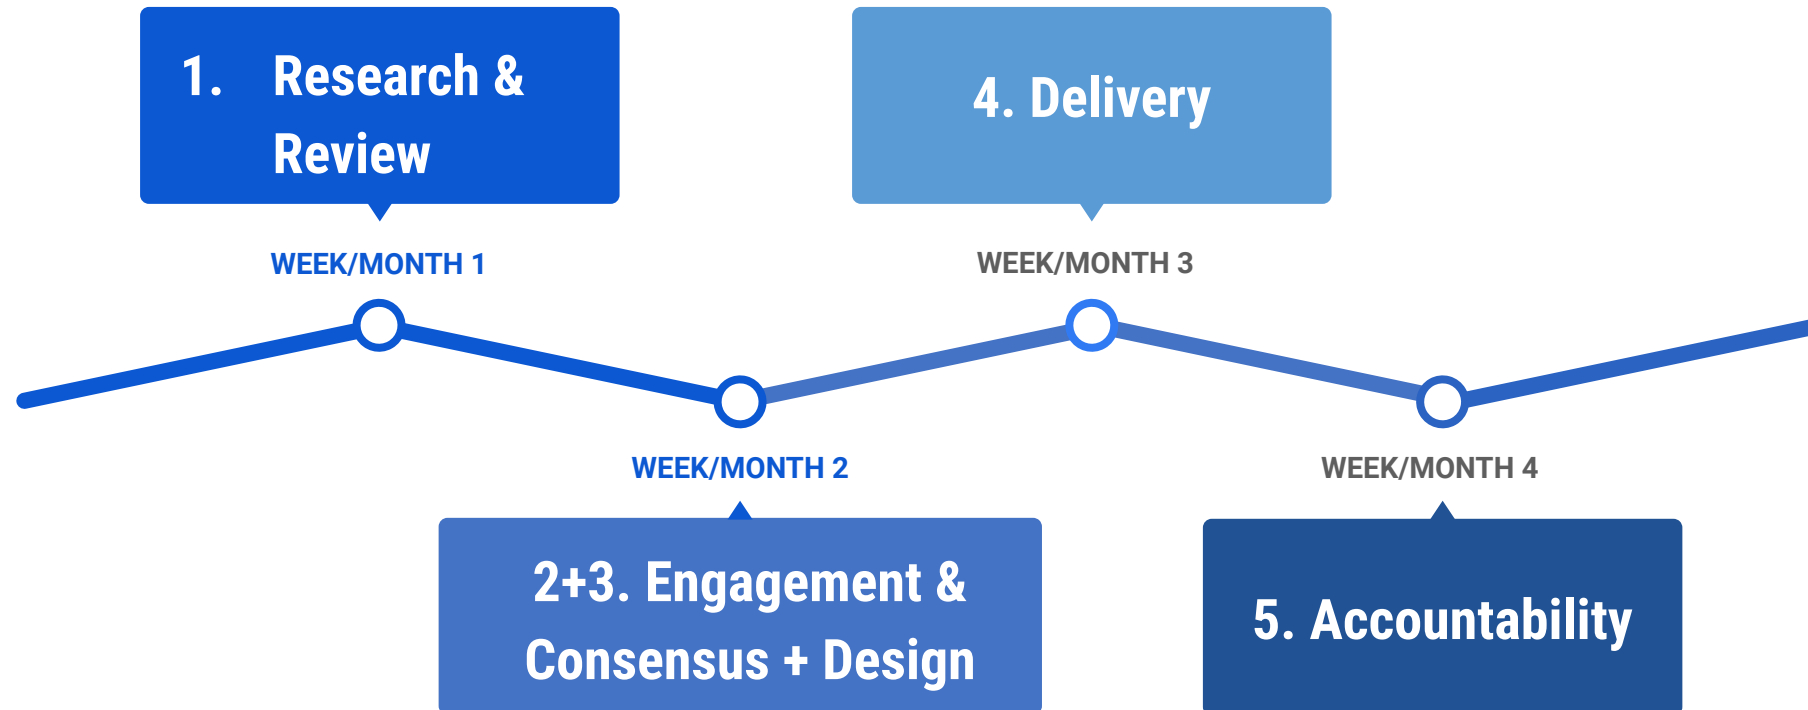 1. Research &
Review
WEEK/MONTH 1
WEEK/MONTH 2
2+3. Engagement &
Consensus + Design
4. Delivery
WEEK/MONTH 3
WEEK/MONTH 4
5. Accountability